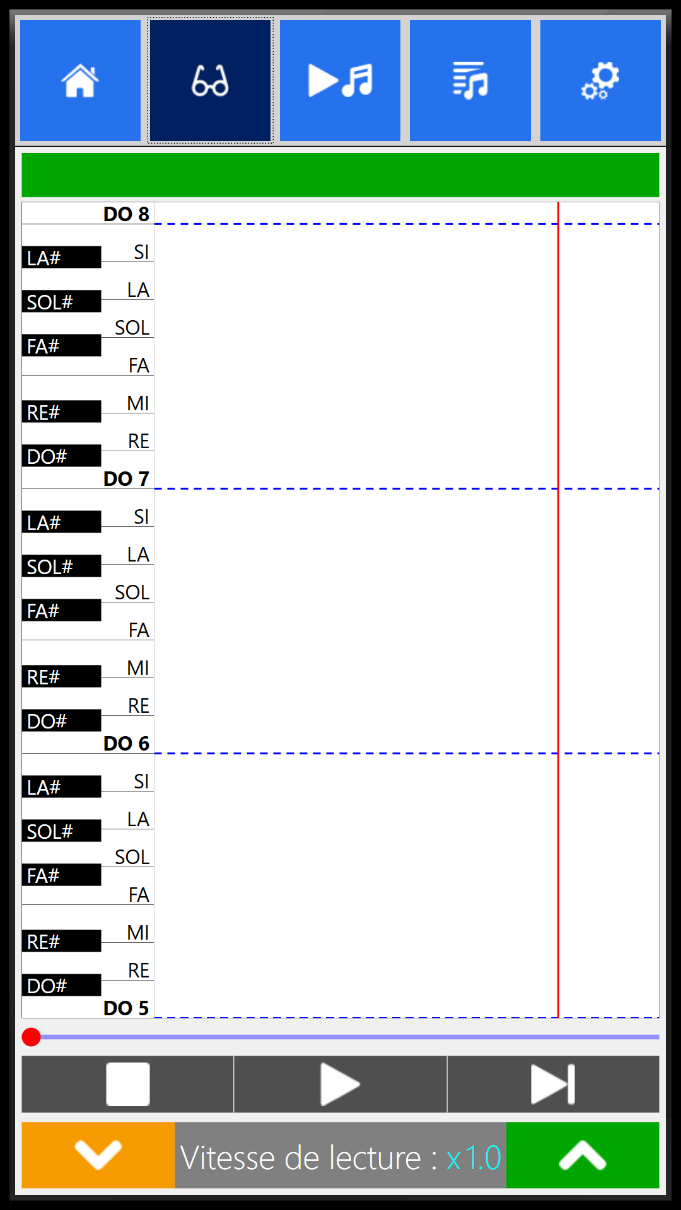 DO 8
SI
LA#
LA
SOL#
SOL
FA#
FA
MI
RE#
RE
DO#
DO 7
SI
LA#
LA
SOL#
SOL
FA#
FA
MI
RE#
RE
DO#
DO 6
SI
LA#
LA
SOL#
SOL
FA#
FA
MI
RE#
RE
DO#
DO 5
Vitesse de lecture : x1.0